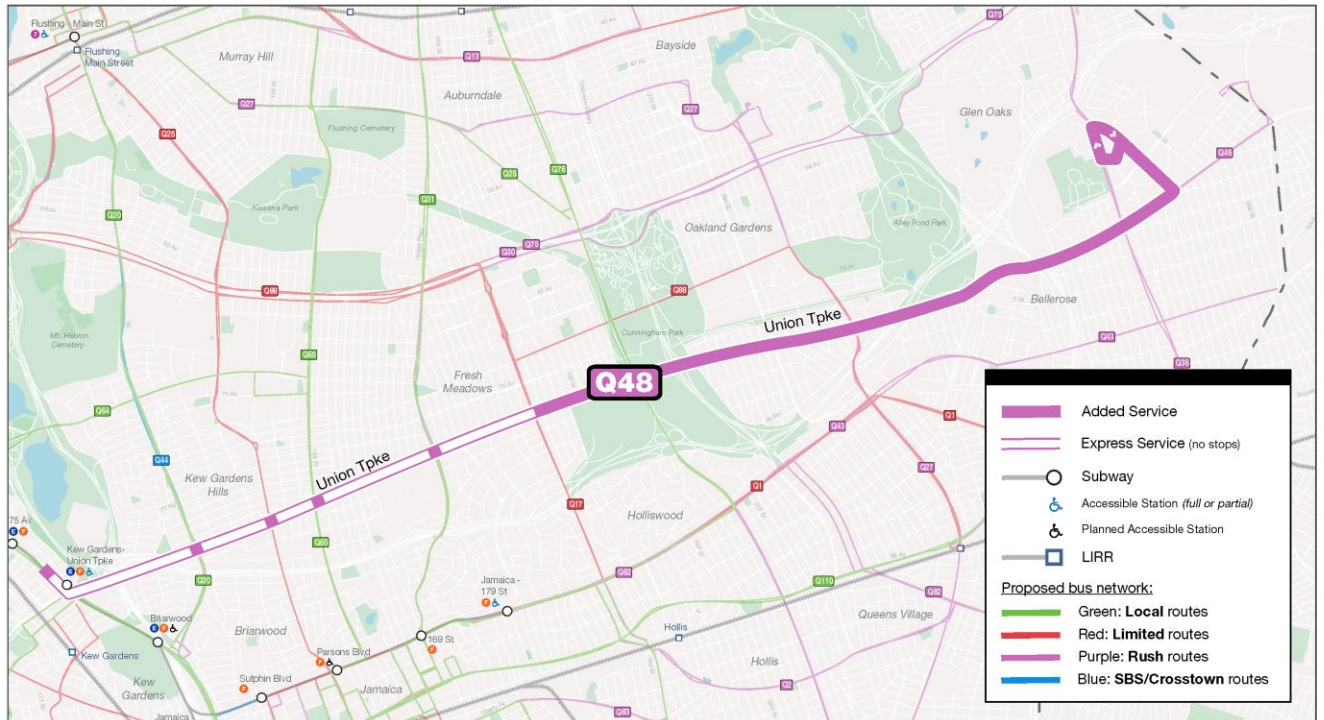 Flushing - Main St
7
Flushing
Main Street
Murray Hill
Q13
Bayside
Q75
Q27
Auburndale
Q27
Glen Oaks
Flushing Cemetery
Q25
Q26
Q76
Q46
Kissena Park
Q31
Q20
Oakland Gardens
Alley Pond Park
Q75
Q30
Q88
Q88
Mt. Hebron
Cemetery
Bellerose
Union Tpke
Cunningham Park
Q65
Q43
Q36
Fresh
Meadows
Q48
Q64
Q1
Union Tpke
Q43
Q44
Kew Gardens
Hills
Q27
Q1
Q17
75 Av
E F
Holliswood
Kew Gardens-
Union Tpke
E F
Q65
Q20
Q82
Q110
Jamaica -
179 St
F
Q82
Briarwood
E F
Briarwood
Queens Village
169 St
F
Hollis
Kew Gardens
Parsons Blvd
F
Hollis
Kew
Gardens
Sutphin Blvd
F
Jamaica
Q2
Jamaica
Q83
Added Service
Express Service (no stops)
Subway
Accessible Station (full or partial)
Planned Accessible Station
LIRR
Proposed bus network:
Green: Local routes
Red: Limited routes
Purple: Rush routes
Blue: SBS/Crosstown routes